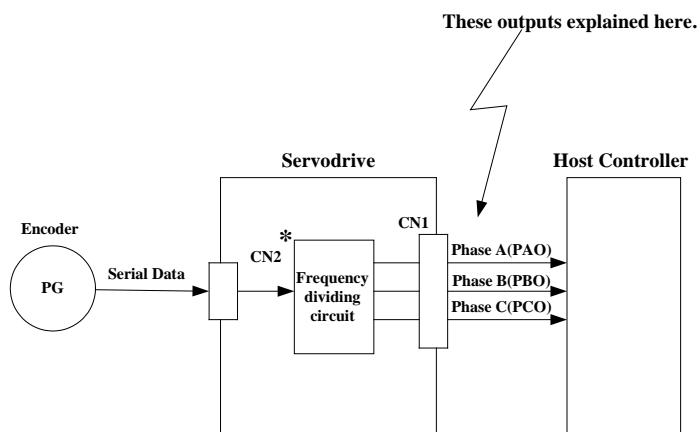 These outputs explained here.
Servodrive
Host Controller
Encoder
PG
Serial Data
CN2
*
Frequency
dividing
circuit
CN1
Phase A(PAO)
Phase B(PBO)
Phase C(PCO)